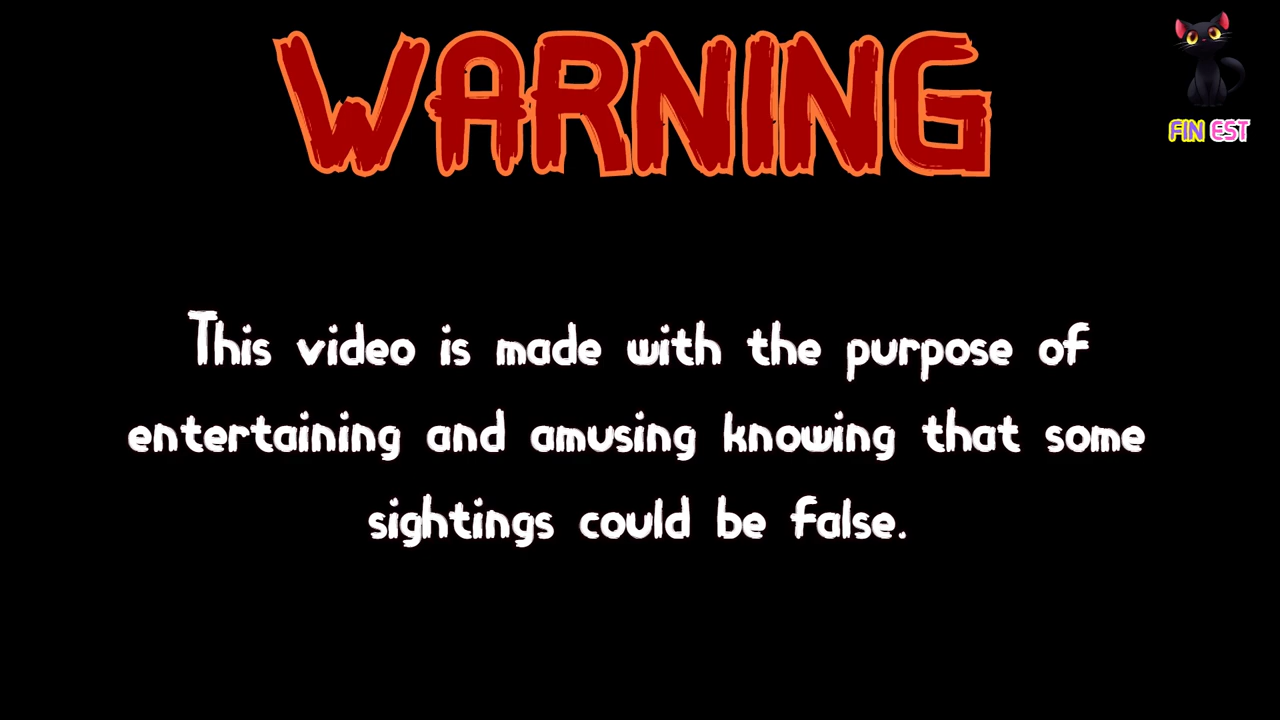 WARNING
FIN EST
This video is made with the purpose of
entertaining and amusing knowing that some
sightings could be false.